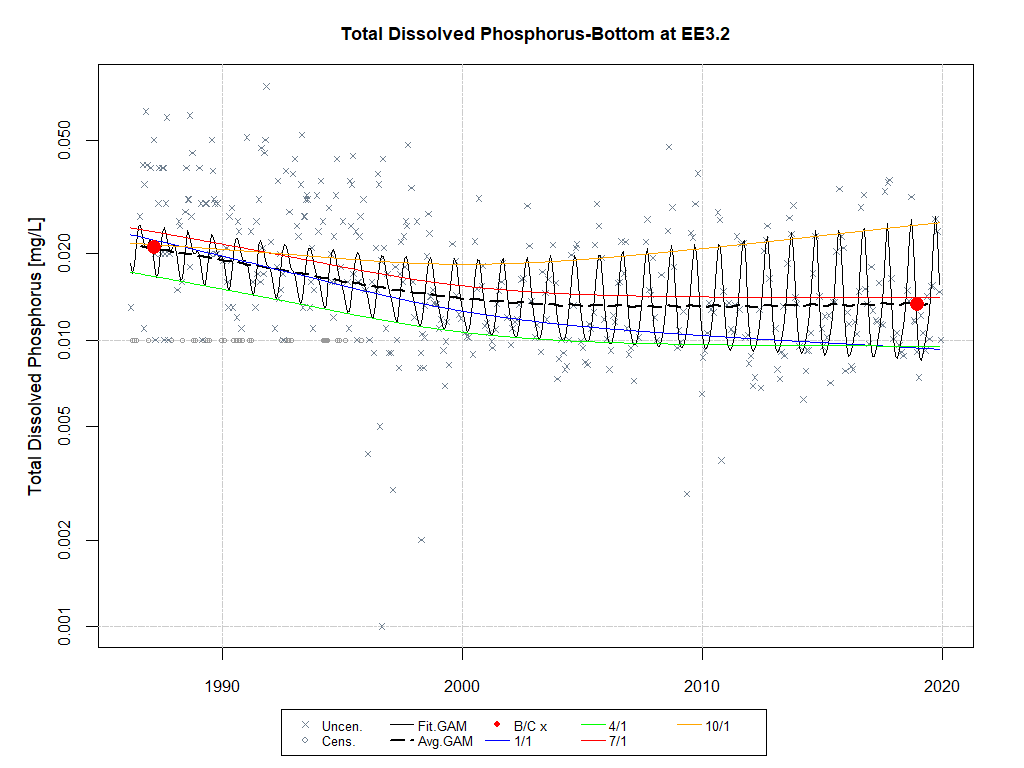 Total Dissolved Phosphorus-Bottom at EE3.2
Total Dissolved Phosphorus [mg/L]
0.050
0.020
0.010
0.005
0.002
0.001
1990 2000 2010 2020
Uncen. Fit.GAM B/C x 4/1 10/1
Cens. Avg.GAM 1/1 7/1